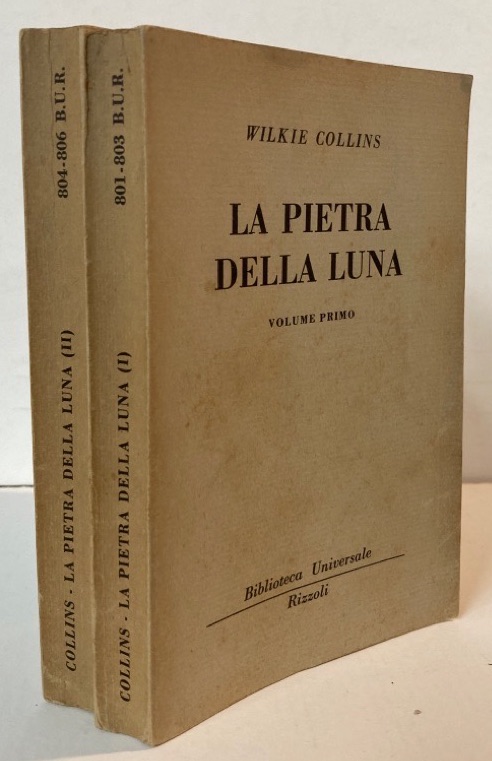 WILKIE COLLINS
LA PIETRA
DELLA LUNA
VOLUME PRIMO
Biblioteca Universale
Rizzoli
COLLINS - LA PIETRA DELLA LUNA (I) 801-803 B.U.R.
COLLINS - LA PIETRA DELLA LUNA (II) 804-806 B.U.R.